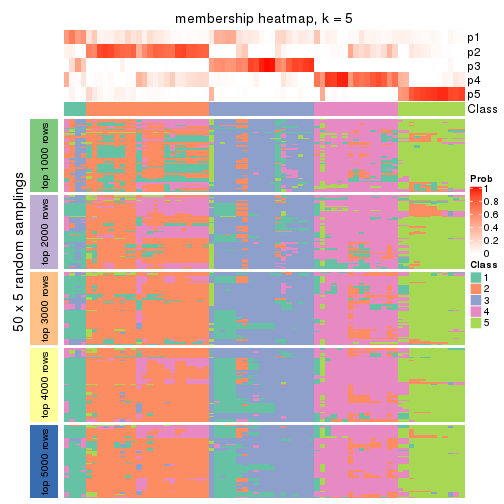 membership heatmap, k = 5
p1
p2
p3
p4
p5
Class
50 x 5 random samplings
top 1000 rows
top 2000 rows
top 3000 rows
top 4000 rows
top 5000 rows
Prob
1
0.8
0.6
0.4
0.2
0
Class
1
2
3
4
5